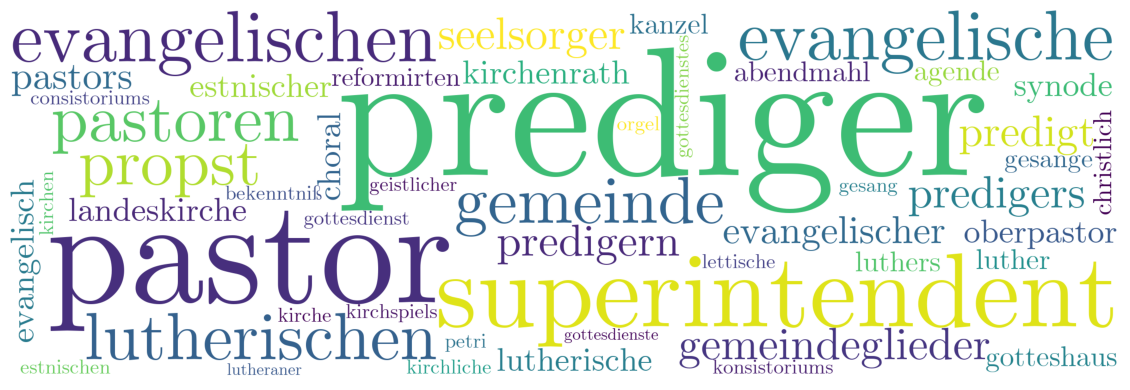 evangelischen
seelsorger
kanzel
evangelische
pastors
reformirten
kirchenrath
abendmahl
agende
synode
consistoriums
estnischer
gottesdienstes
prediger
pastoren
choral
orgel
predigt
christlich
propst
gesange
geistlicher
gesang
bekenntniß
predigers
kirchen
evangelisch
landeskirche
gottesdienst
gemeinde
evangelischer
oberpastor
predigern
pastor
lettische
luthers
luther
superintendent
kirche
kirchspiels
lutherischen
petri
gottesdienste
gemeindeglieder
gotteshaus
estnischen
lutheraner
kirchliche
lutherische
konsistoriums